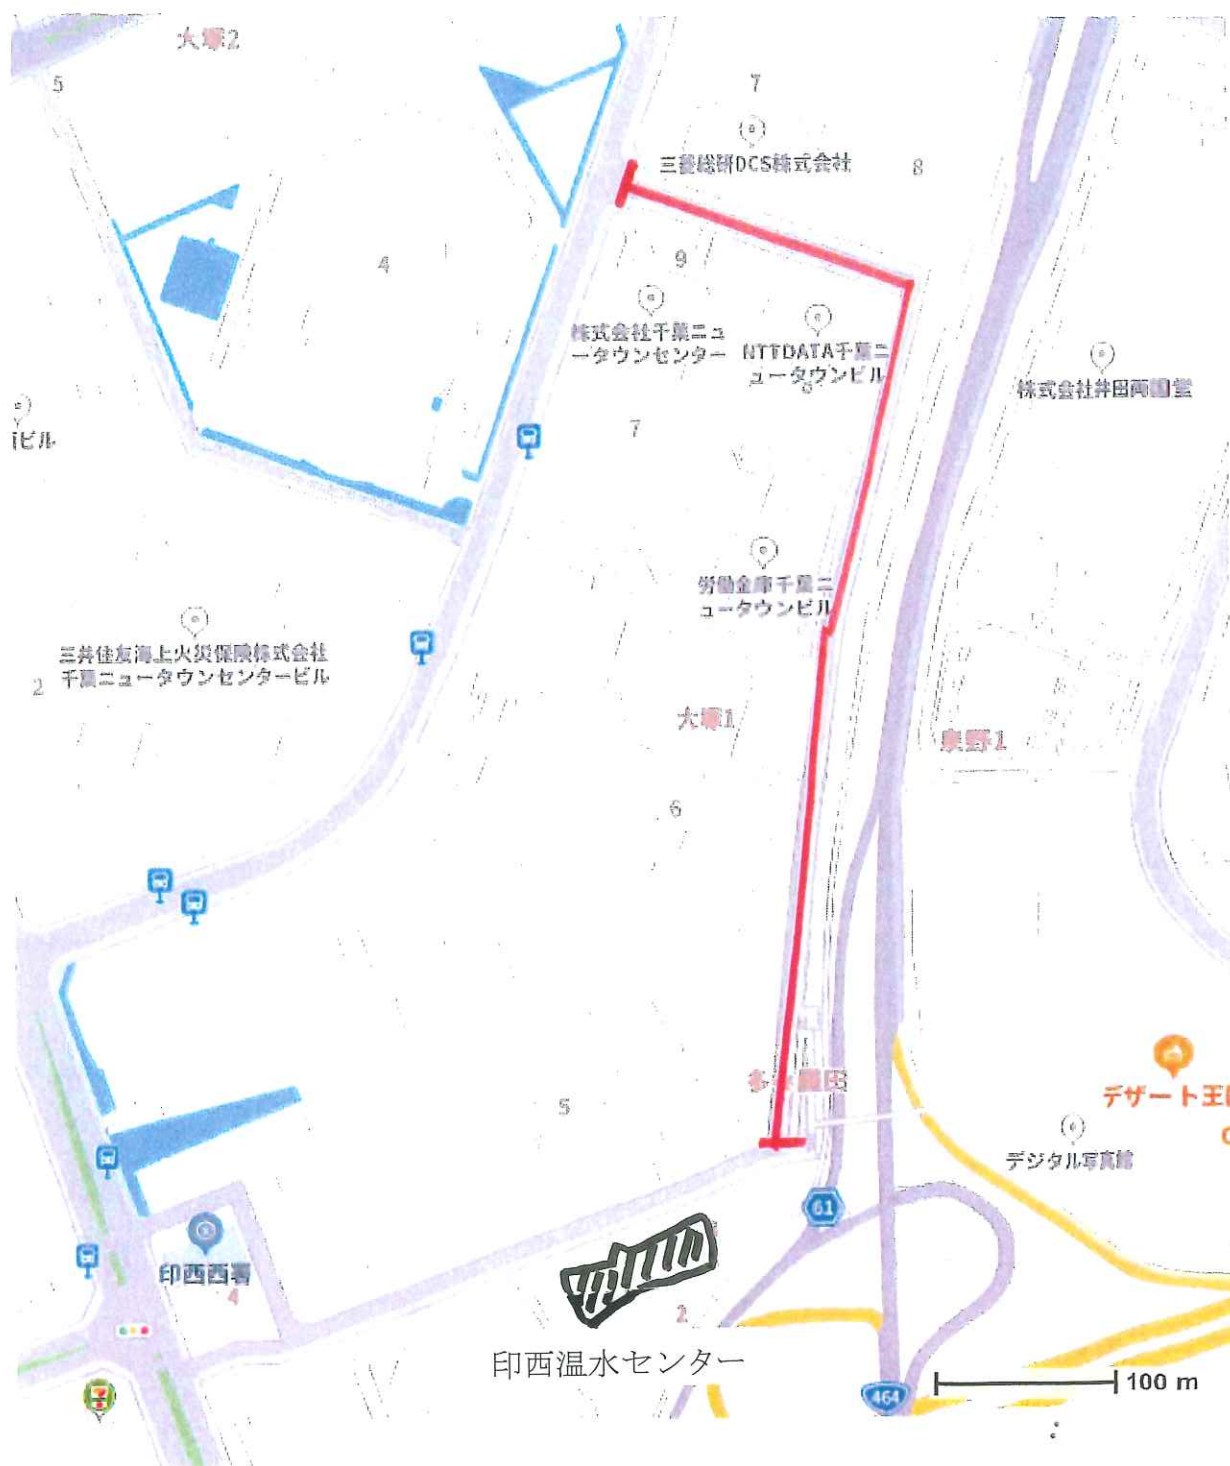 大塚2
5
7
三菱総研DCS株式会社
8
4
9
株式会社千葉ニュ
ータウンセンター
NTTDATA千葉ニ
ュータウンビル
6
株式会社井田両国堂
7
ビル
労働金庫千葉ニ
ュータウンビル
三井住友海上火災保険株式会社
千葉ニュータウンセンタービル
2
大塚1
泉野1
6
5
デザート王
デジタル写真館
61
印西西署
4
2
印西温水センター
100 m
464